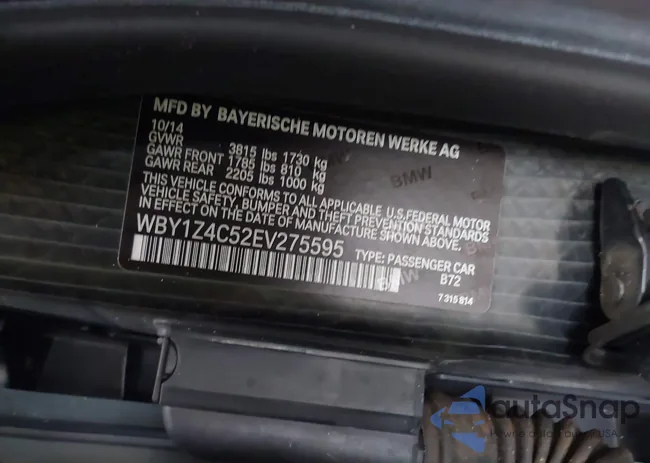 MFD BY BAYERISCHE MOTOREN WERKE AG
10/14
GVWR 3815 lbs 1730 kg
GAWR FRONT 1785 lbs 810 kg
GAWR REAR 2205 lbs 1000 kg
THIS VEHICLE CONFORMS TO ALL APPLICABLE U.S. FEDERAL MOTOR
VEHICLE SAFETY, BUMPER AND THEFT PREVENTION STANDARDS
IN EFFECT ON THE DATE OF MANUFACTURE SHOWN ABOVE.
WBY1Z4C52EV275595 TYPE: PASSENGER CAR
B72
7 315 814
BMW
autoSnap